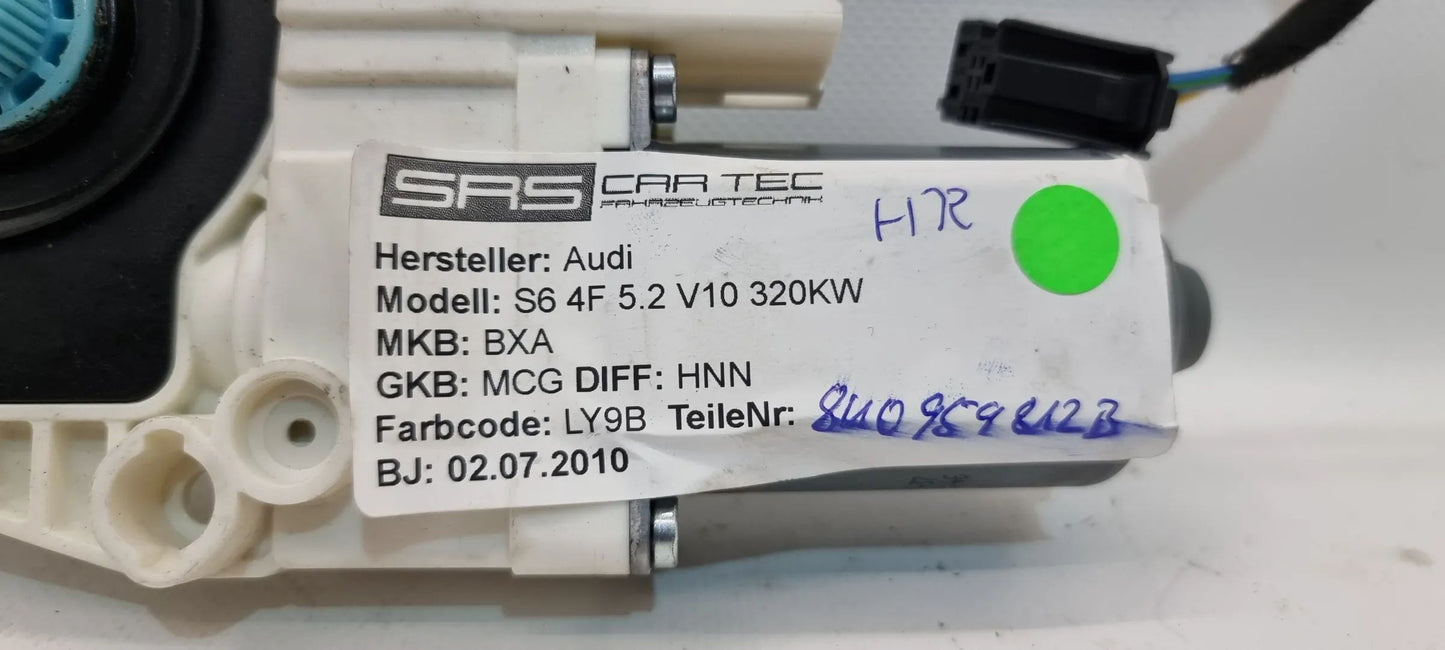 SRS CAR TEC
FAHRZEUGTECHNIK
HR
Hersteller: Audi
Modell: S6 4F 5.2 V10 320KW
MKB: BXA
GKB: MCG DIFF: HNN
Farbcode: LY9B TeileNr:
BJ: 02.07.2010